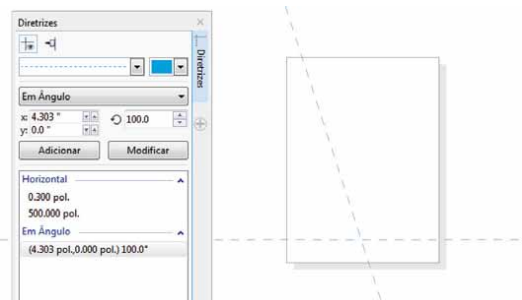 Diretrizes
Diretrizes
Em Ângulo
x: 4.303 "
100.0
y: 0.0 "
Adicionar
Modificar
Horizontal
0.300 pol.
500.000 pol.
Em Ângulo
(4.303 pol.,0.000 pol.) 100.0°